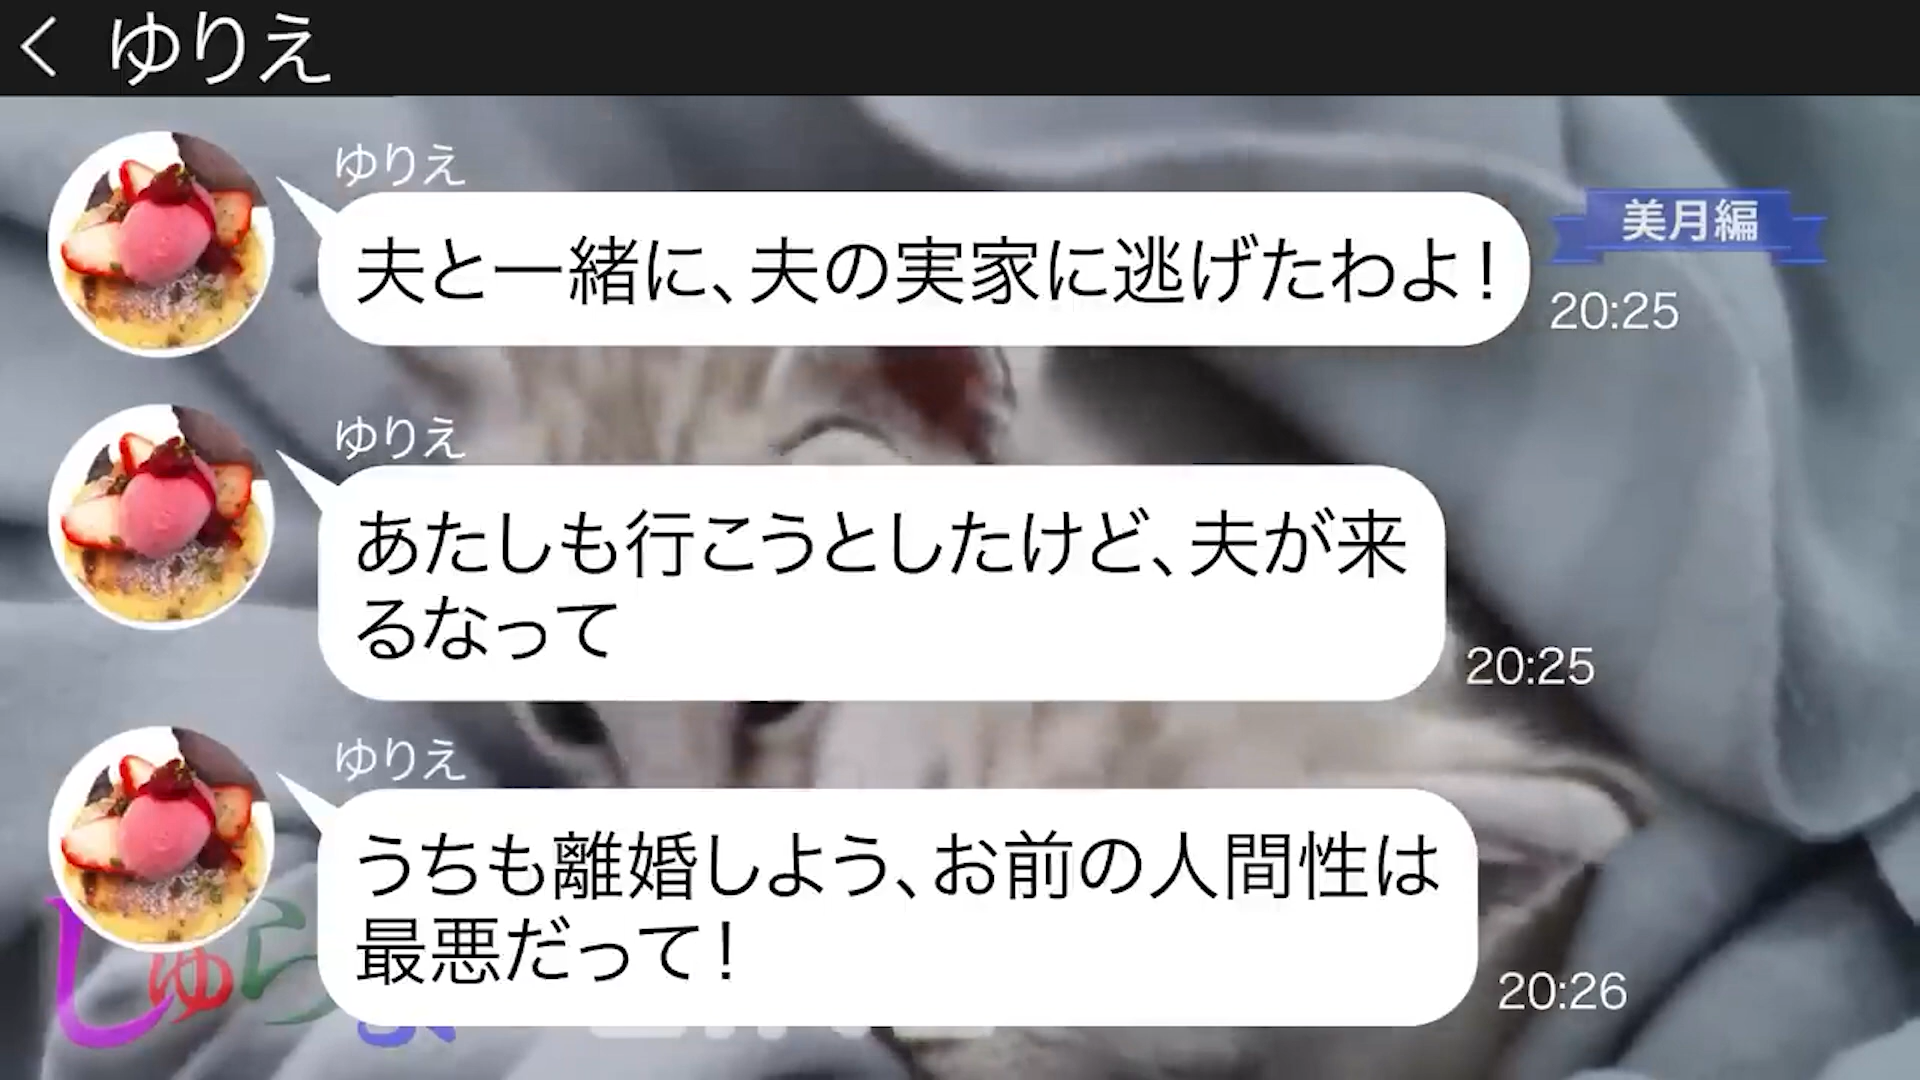 ゆりえ
ゆりえ
夫と一緒に、夫の実家に逃げたわよ!
美月編
20:25
ゆりえ
あたしも行こうとしたけど、夫が来
るなって
20:25
ゆりえ
うちも離婚しよう、お前の人間性は
最悪だって!
20:26
しゅら